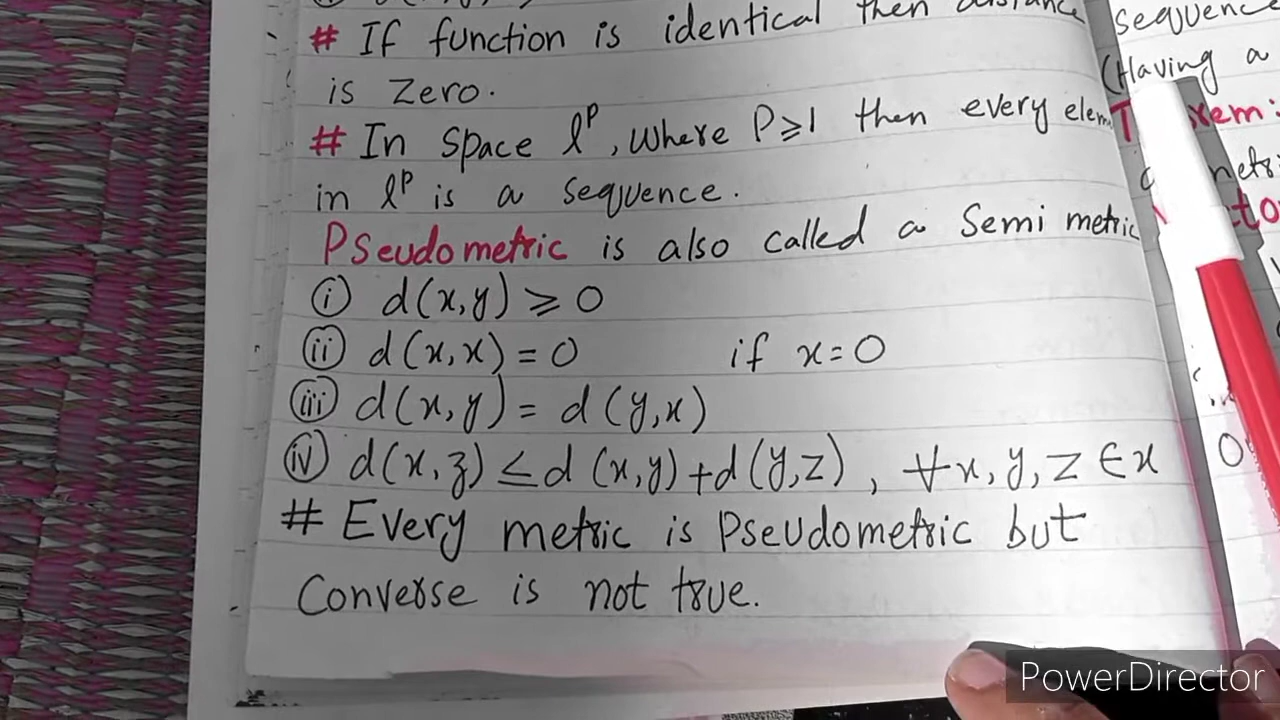 # If function is identical then distance
is zero.
# In space lᵖ, where P⩾1 then every elem
in lᵖ is a sequence.
Pseudometric is also called a Semi metric
(i) d(x,y) ⩾ 0
(ii) d(x,x) = 0 if x=0
(iii) d(x,y) = d(y,x)
(iv) d(x,z) ≤ d(x,y)+d(y,z), ∀x,y,z ∈ x
# Every metric is Pseudometric but
Converse is not true.
sequence
(Having a
PowerDirector